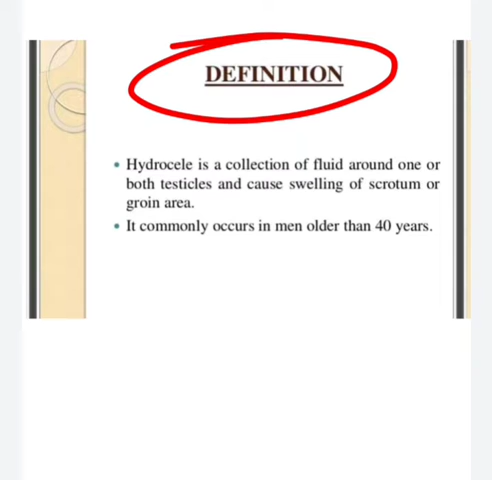 DEFINITION
• Hydrocele is a collection of fluid around one or
both testicles and cause swelling of scrotum or
groin area.
• It commonly occurs in men older than 40 years.